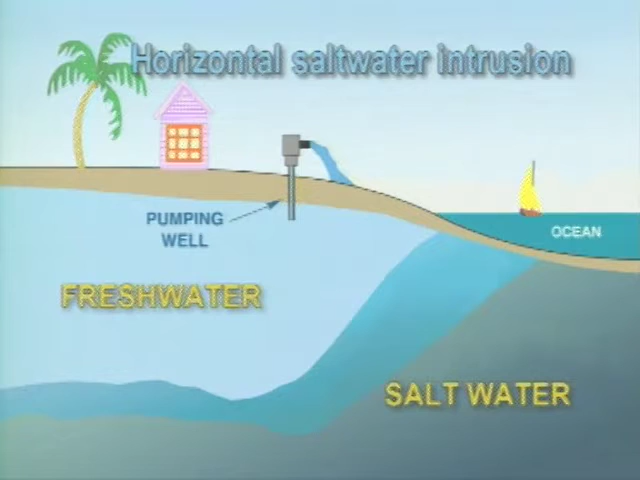 Horizontal saltwater intrusion
PUMPING
WELL
OCEAN
FRESHWATER
SALT WATER